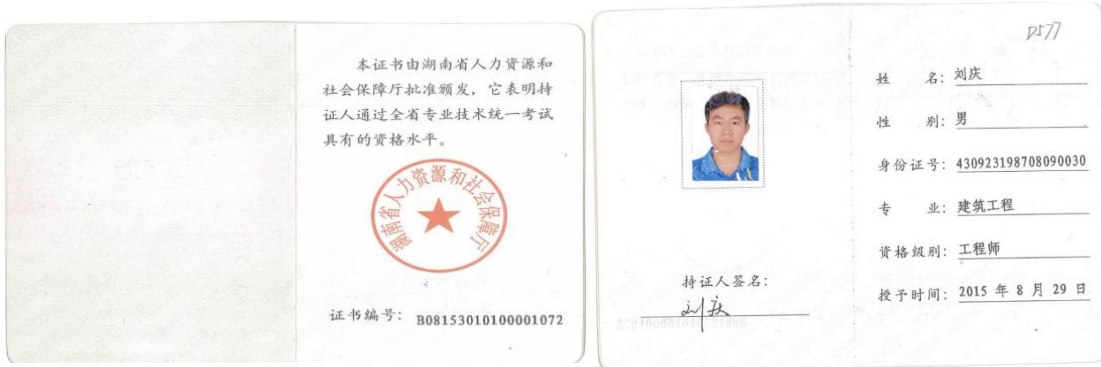 本证书由湖南省人力资源和
社会保障厅批准颁发，它表明持
证人通过全省专业技术统一考试
具有的资格水平。
湖南省人力资源和社会保障厅
证书编号： B08153010100001072
持证人签名：
刘庆
D577
姓 名：刘庆
性 别：男
身份证号：430923198708090030
专 业：建筑工程
资格级别：工程师
授予时间：2015 年 8 月 29 日